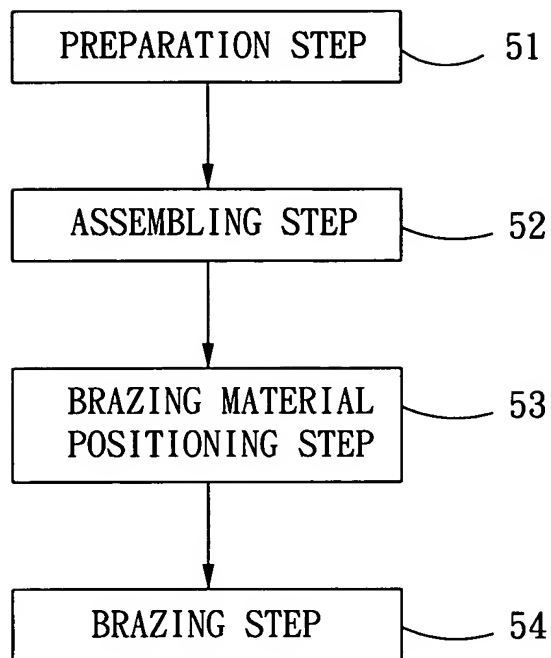 PREPARATION STEP 51
ASSEMBLING STEP 52
BRAZING MATERIAL
POSITIONING STEP 53
BRAZING STEP 54